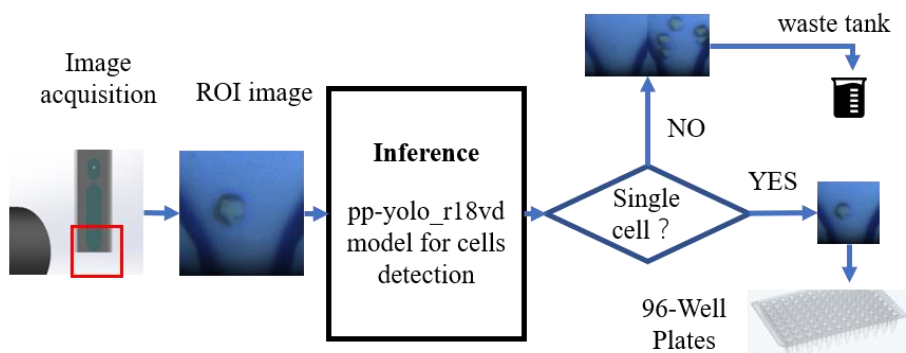 Image
acquisition
ROI image
Inference
pp-yolo_r18vd
model for cells
detection
Single
cell？
NO
waste tank
YES
96-Well
Plates